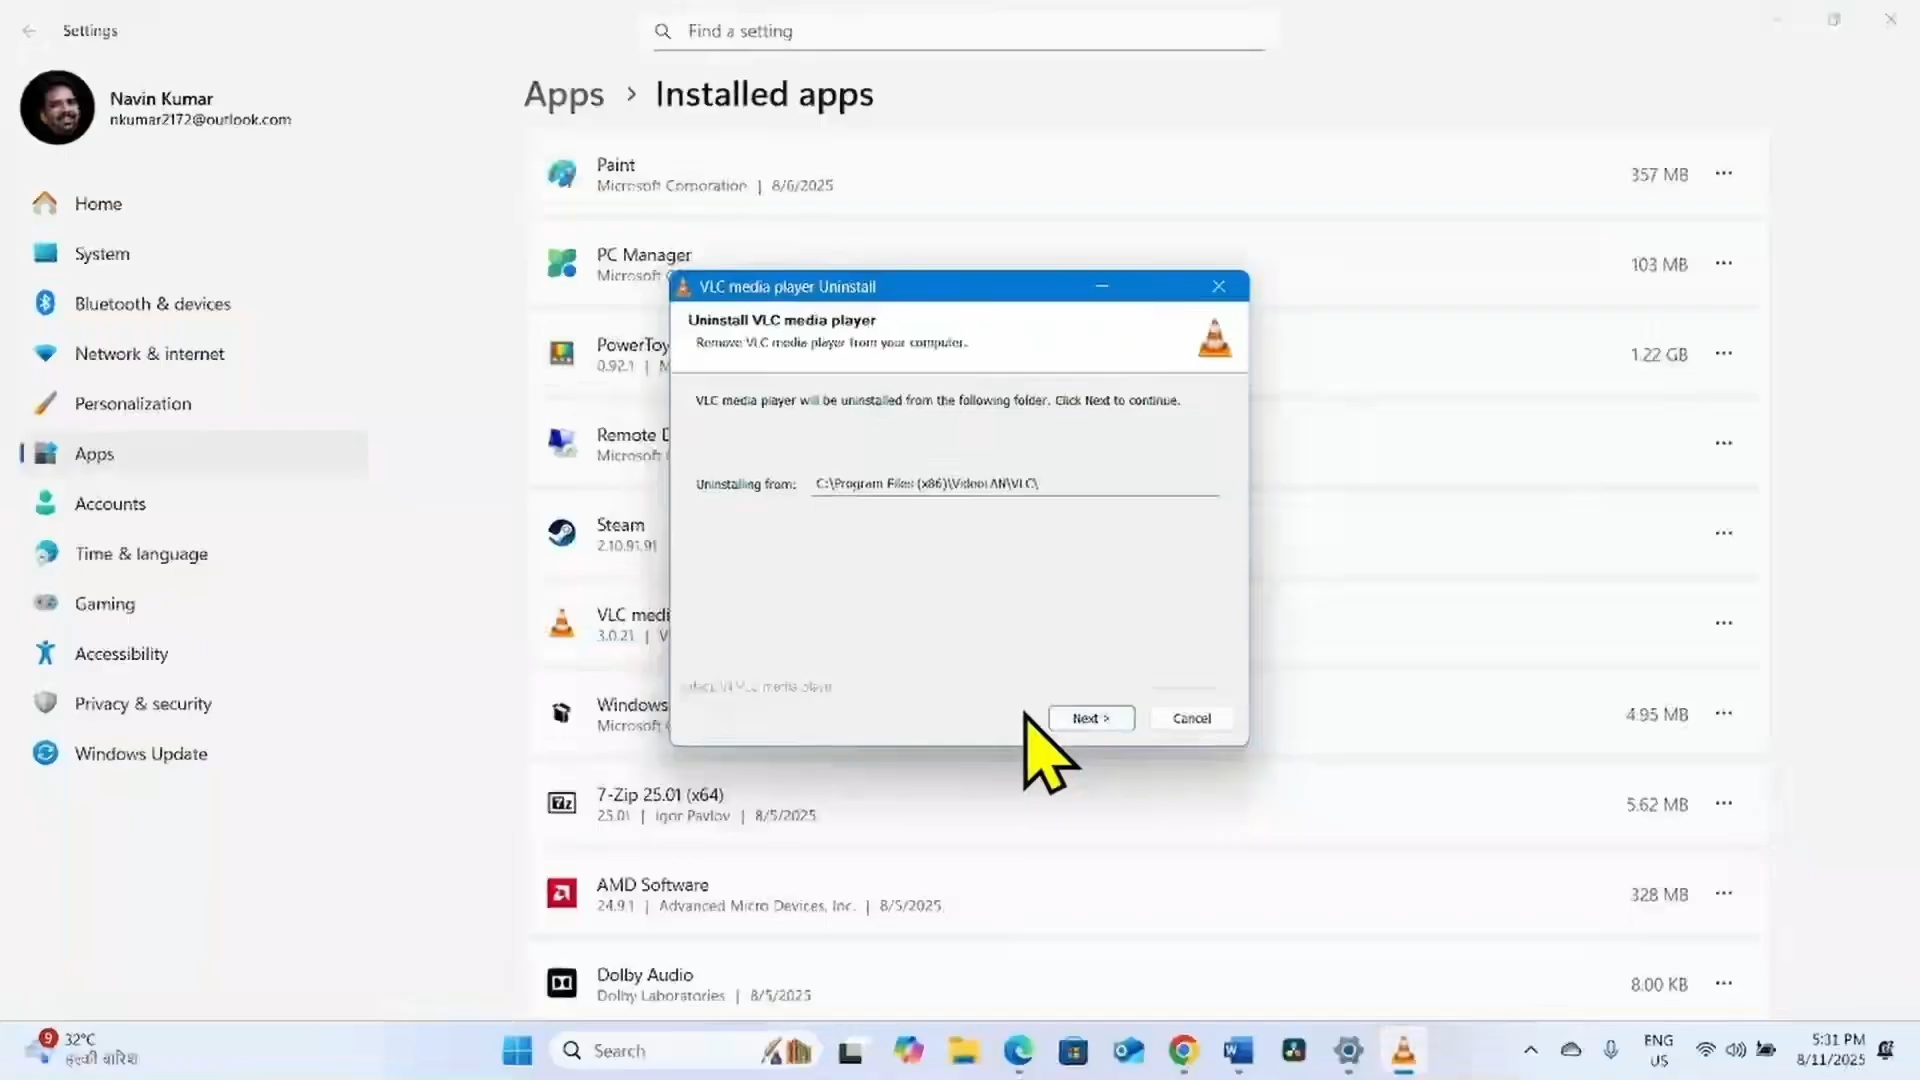 Settings
Find a setting
Navin Kumar
nkumar2172@outlook.com
Home
System
Bluetooth & devices
Network & internet
Personalization
Apps
Accounts
Time & language
Gaming
Accessibility
Privacy & security
Windows Update
Apps > Installed apps
Paint
Microsoft Corporation | 8/6/2025
357 MB
PC Manager
Microsoft
103 MB
PowerToy
0.92.1 | M
1.22 GB
Remote D
Microsoft
Steam
2.10.91.91
VLC medi
3.0.21 | V
Windows
Microsoft
4.95 MB
7-Zip 25.01 (x64)
25.01 | Igor Pavlov | 8/5/2025
5.62 MB
AMD Software
24.9.1 | Advanced Micro Devices, Inc. | 8/5/2025
328 MB
Dolby Audio
Dolby Laboratories | 8/5/2025
8.00 KB
VLC media player Uninstall
Uninstall VLC media player
Remove VLC media player from your computer.
VLC media player will be uninstalled from the following folder. Click Next to continue.
Uninstalling from: C:\Program Files (x86)\VideoLAN\VLC\
VLC media player
Next >
Cancel
9
32°C
हल्की बारिश
Search
ENG
US
5:31 PM
8/11/2025